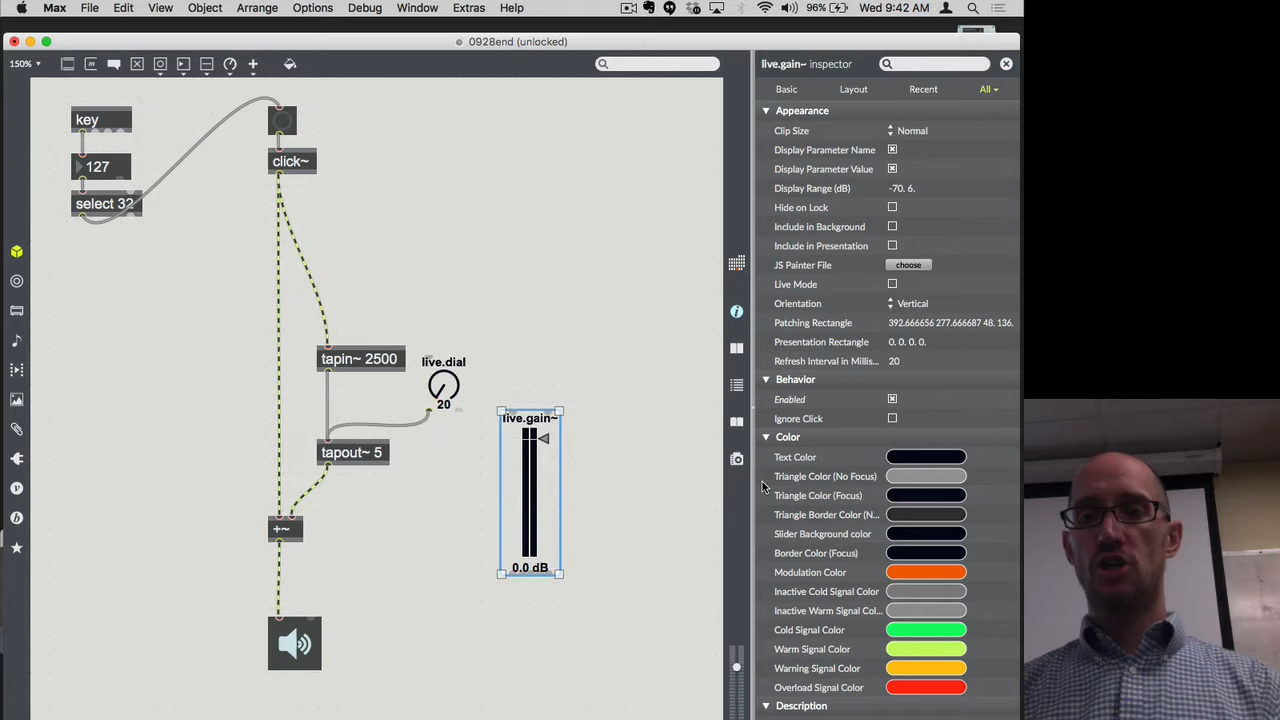 Max File Edit View Object Arrange Options Debug Window Extras Help 96% Wed 9:42 AM
0928end (unlocked)
150%
live.gain~ inspector
Basic Layout Recent All
key
127
select 32
click~
tapin~ 2500
live.dial
20
tapout~ 5
live.gain~
0.0 dB
+~
Appearance
Clip Size Normal
Display Parameter Name
Display Parameter Value
Display Range (dB) -70. 6.
Hide on Lock
Include in Background
Include in Presentation
JS Painter File choose
Live Mode
Orientation Vertical
Patching Rectangle 392.666656 277.666687 48. 136.
Presentation Rectangle 0. 0. 0. 0.
Refresh Interval in Millis... 20
Behavior
Enabled
Ignore Click
Color
Text Color
Triangle Color (No Focus)
Triangle Color (Focus)
Triangle Border Color (N...
Slider Background color
Border Color (Focus)
Modulation Color
Inactive Cold Signal Color
Inactive Warm Signal Col...
Cold Signal Color
Warm Signal Color
Warning Signal Color
Overload Signal Color
Description